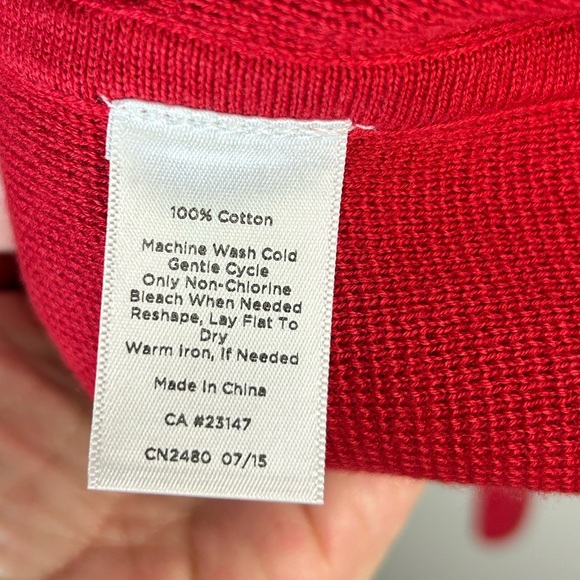 100% Cotton
Machine Wash Cold
Gentle Cycle
Only Non-Chlorine
Bleach When Needed
Reshape, Lay Flat To
Dry
Warm Iron, If Needed
Made In China
CA #23147
CN2480 07/15